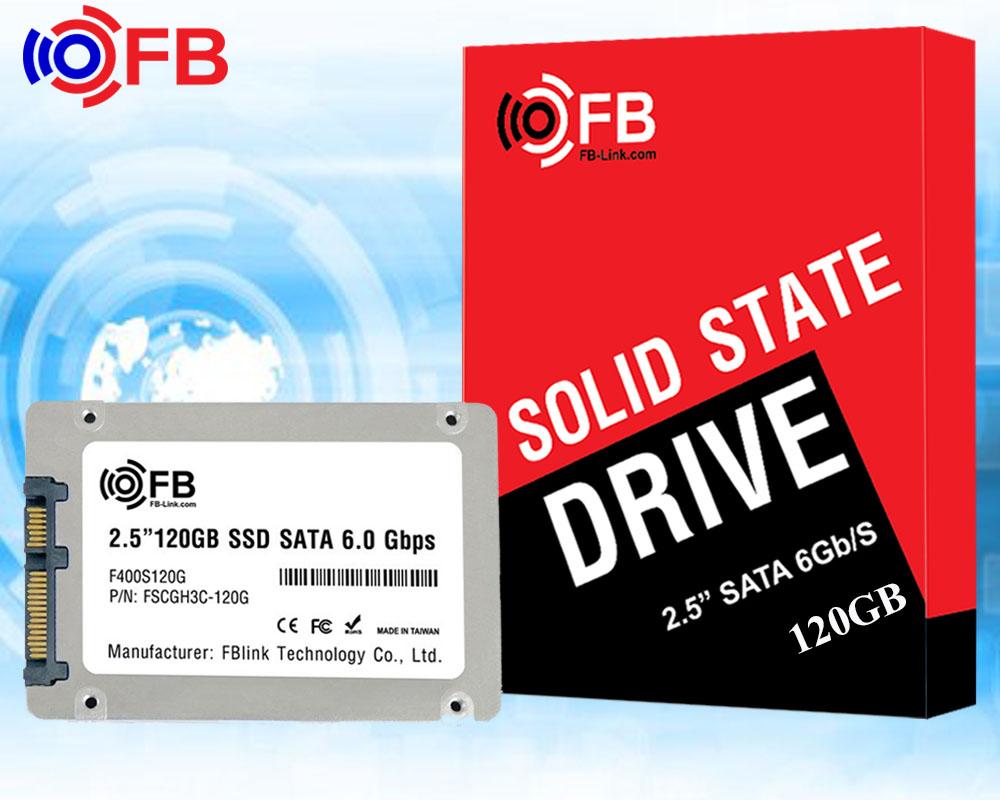 FB
FB
FB-Link.com
SOLID STATE
DRIVE
2.5” SATA 6Gb/S
120GB
FB
FB-Link.com
2.5”120GB SSD SATA 6.0 Gbps
F400S120G
P/N: FSCGH3C-120G
CE FC RoHS MADE IN TAIWAN
Manufacturer: FBlink Technology Co., Ltd.